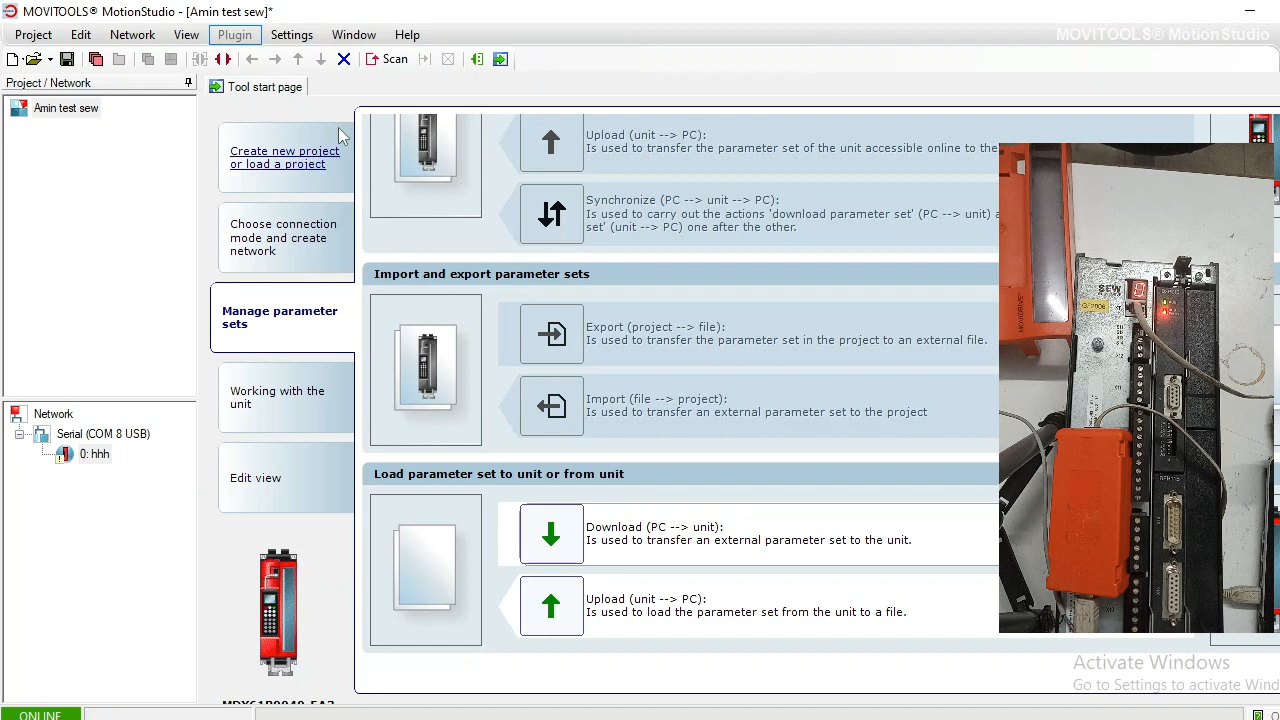 MOVITOOLS® MotionStudio - [Amin test sew]*
Project Edit Network View Plugin Settings Window Help
MOVITOOLS® MotionStudio
Scan
Project / Network
Tool start page
Amin test sew
Create new project
or load a project
Choose connection
mode and create
network
Manage parameter
sets
Working with the
unit
Edit view
Upload (unit --> PC):
Is used to transfer the parameter set of the unit accessible online to the
Synchronize (PC --> unit --> PC):
Is used to carry out the actions 'download parameter set' (PC --> unit) a
set' (unit --> PC) one after the other.
Import and export parameter sets
Export (project --> file):
Is used to transfer the parameter set in the project to an external file.
Import (file --> project):
Is used to transfer an external parameter set to the project
Load parameter set to unit or from unit
Download (PC --> unit):
Is used to transfer an external parameter set to the unit.
Upload (unit --> PC):
Is used to load the parameter set from the unit to a file.
Network
Serial (COM 8 USB)
0: hhh
SEW
MOVIDRIVE
Activate Windows
Go to Settings to activate Wind
ONLINE